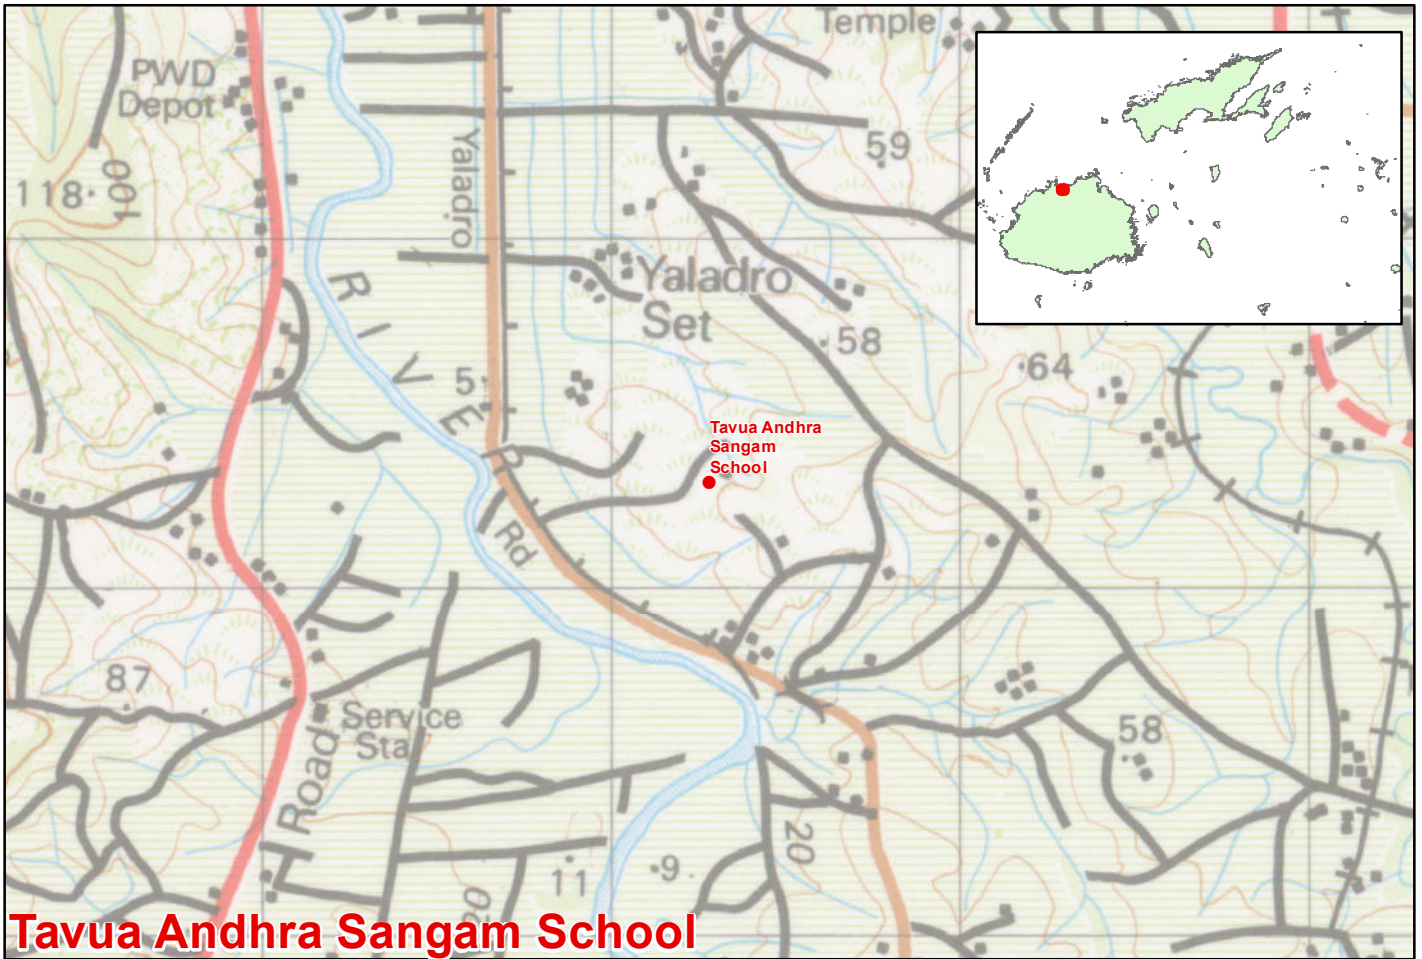 Temple
PWD
Depot
59
118
100
Yaladro
RIVER
Yaladro
Set
58
64
5
Tavua Andhra
Sangam
School
Rd
87
Service
Sta
Road
58
20
11
9
20
Tavua Andhra Sangam School